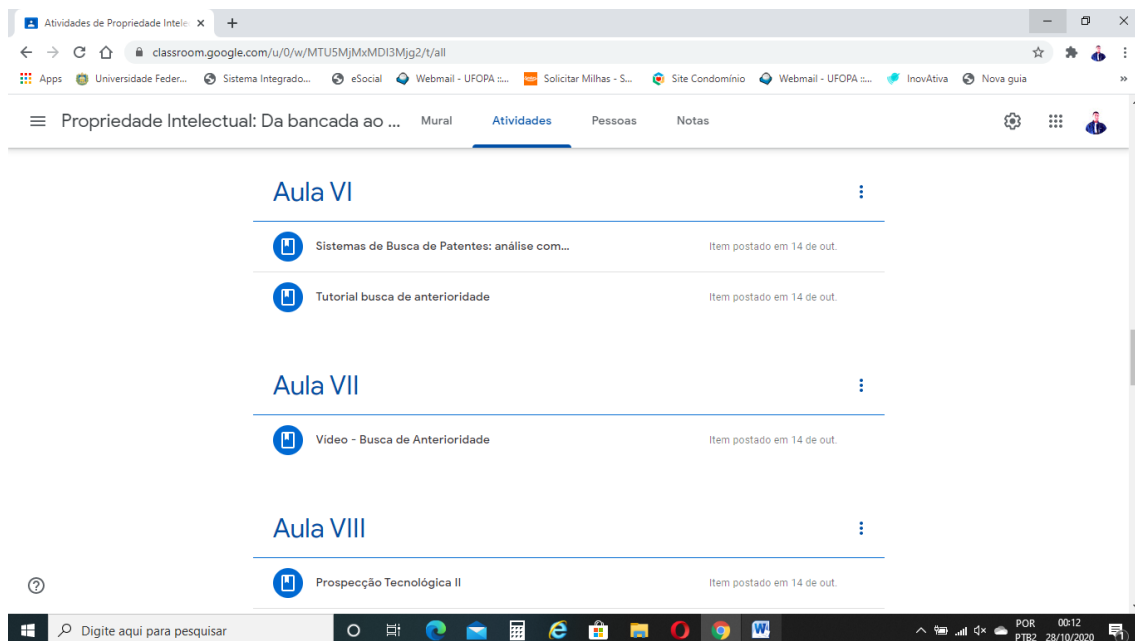 Atividades de Propriedade Intele
classroom.google.com/u/0/w/MTU5MjMxMDI3Mjg2/t/all
Apps Universidade Feder... Sistema Integrado... eSocial Webmail - UFOPA ::... Solicitar Milhas - S... Site Condomínio Webmail - UFOPA ::... InovAtiva Nova guia
Propriedade Intelectual: Da bancada ao ... Mural Atividades Pessoas Notas
Aula VI
Sistemas de Busca de Patentes: análise com... Item postado em 14 de out.
Tutorial busca de anterioridade Item postado em 14 de out.
Aula VII
Vídeo - Busca de Anterioridade Item postado em 14 de out.
Aula VIII
Prospecção Tecnológica II Item postado em 14 de out.
Digite aqui para pesquisar
POR 00:12
PTB2 28/10/2020